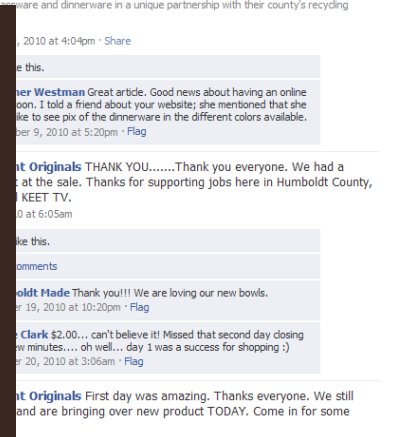 ssware and dinnerware in a unique partnership with their county's recycling
, 2010 at 4:04pm · Share
e this.
er Westman Great article. Good news about having an online
oon. I told a friend about your website; she mentioned that she
ike to see pix of the dinnerware in the different colors available.
ber 9, 2010 at 5:20pm · Flag
nt Originals THANK YOU.......Thank you everyone. We had a
t at the sale. Thanks for supporting jobs here in Humboldt County,
KEET TV.
.0 at 6:05am
ike this.
omments
oldt Made Thank you!!! We are loving our new bowls.
er 19, 2010 at 10:20pm · Flag
Clark $2.00... can't believe it! Missed that second day closing
ew minutes.... oh well... day 1 was a success for shopping :)
er 20, 2010 at 3:06am · Flag
nt Originals First day was amazing. Thanks everyone. We still
and are bringing over new product TODAY. Come in for some